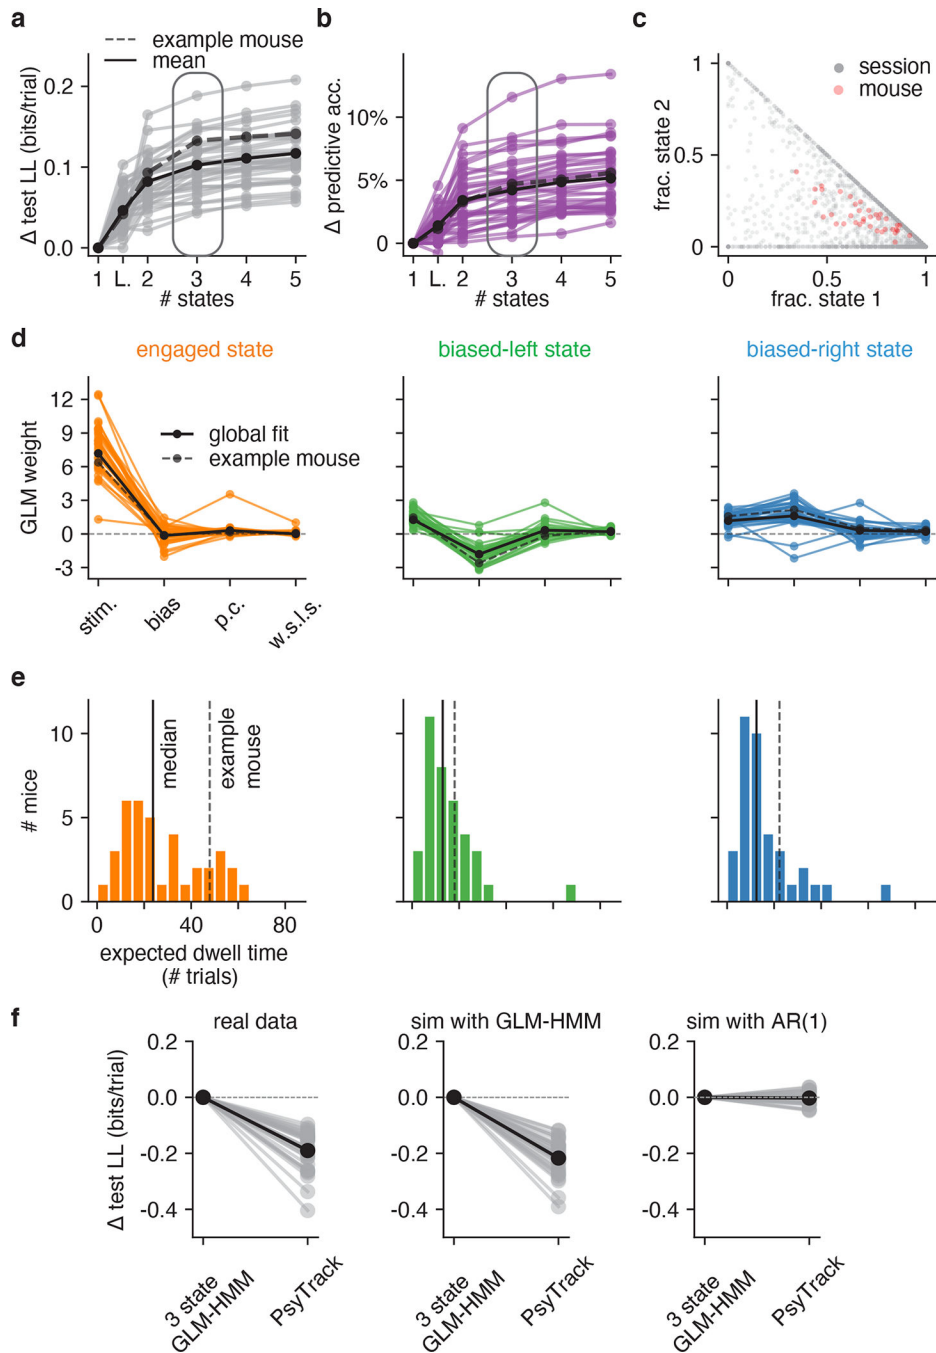 a
example mouse
mean
Δ test LL (bits/trial)
0.2
0.1
0.0
1 L. 2 3 4 5
# states
b
Δ predictive acc.
10%
5%
0
1 L. 2 3 4 5
# states
c
session
mouse
frac. state 2
1
0.5
0
0 0.5 1
frac. state 1
d
engaged state
biased-left state
biased-right state
GLM weight
12
9
6
3
0
-3
global fit
example mouse
stim.
bias
p.c.
w.s.l.s.
e
# mice
10
5
0
median
example
mouse
0 40 80
expected dwell time
(# trials)
f
real data
sim with GLM-HMM
sim with AR(1)
Δ test LL (bits/trial)
0.2
0.0
-0.2
-0.4
3 state
GLM-HMM
PsyTrack
0.2
0.0
-0.2
-0.4
3 state
GLM-HMM
PsyTrack
0.2
0.0
-0.2
-0.4
3 state
GLM-HMM
PsyTrack